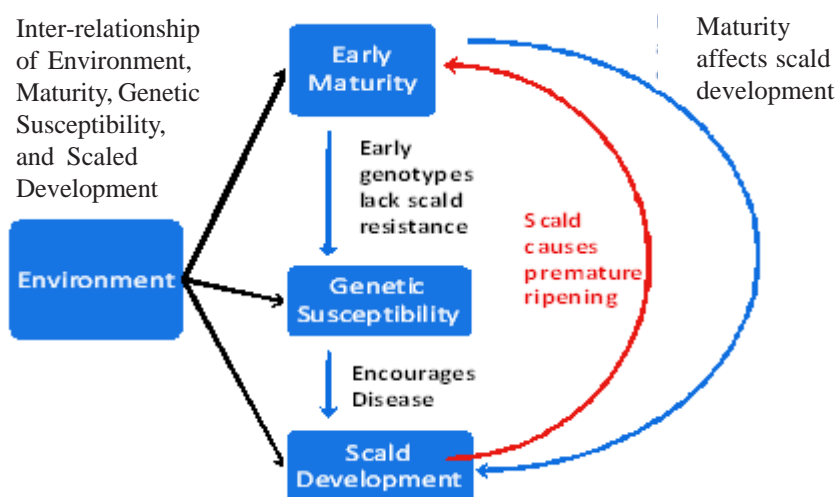 Inter-relationship
of Environment,
Maturity, Genetic
Susceptibility,
and Scaled
Development
Early
Maturity
Maturity
affects scald
development
Early
genotypes
lack scald
resistance
Scald
causes
premature
ripening
Environment
Genetic
Susceptibility
Encourages
Disease
Scald
Development